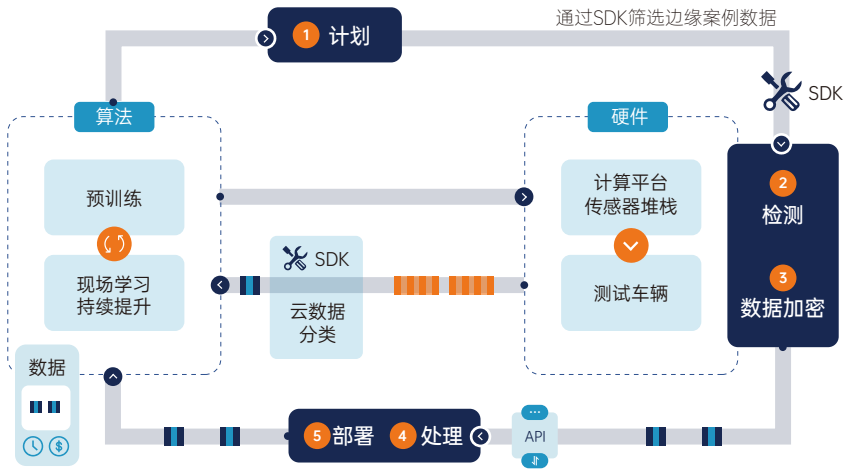 通过SDK筛选边缘案例数据
1 计划
SDK
算法
硬件
预训练
现场学习
持续提升
计算平台
传感器堆栈
测试车辆
2
检测
3
数据加密
SDK
云数据
分类
数据
$
5 部署 4 处理
API